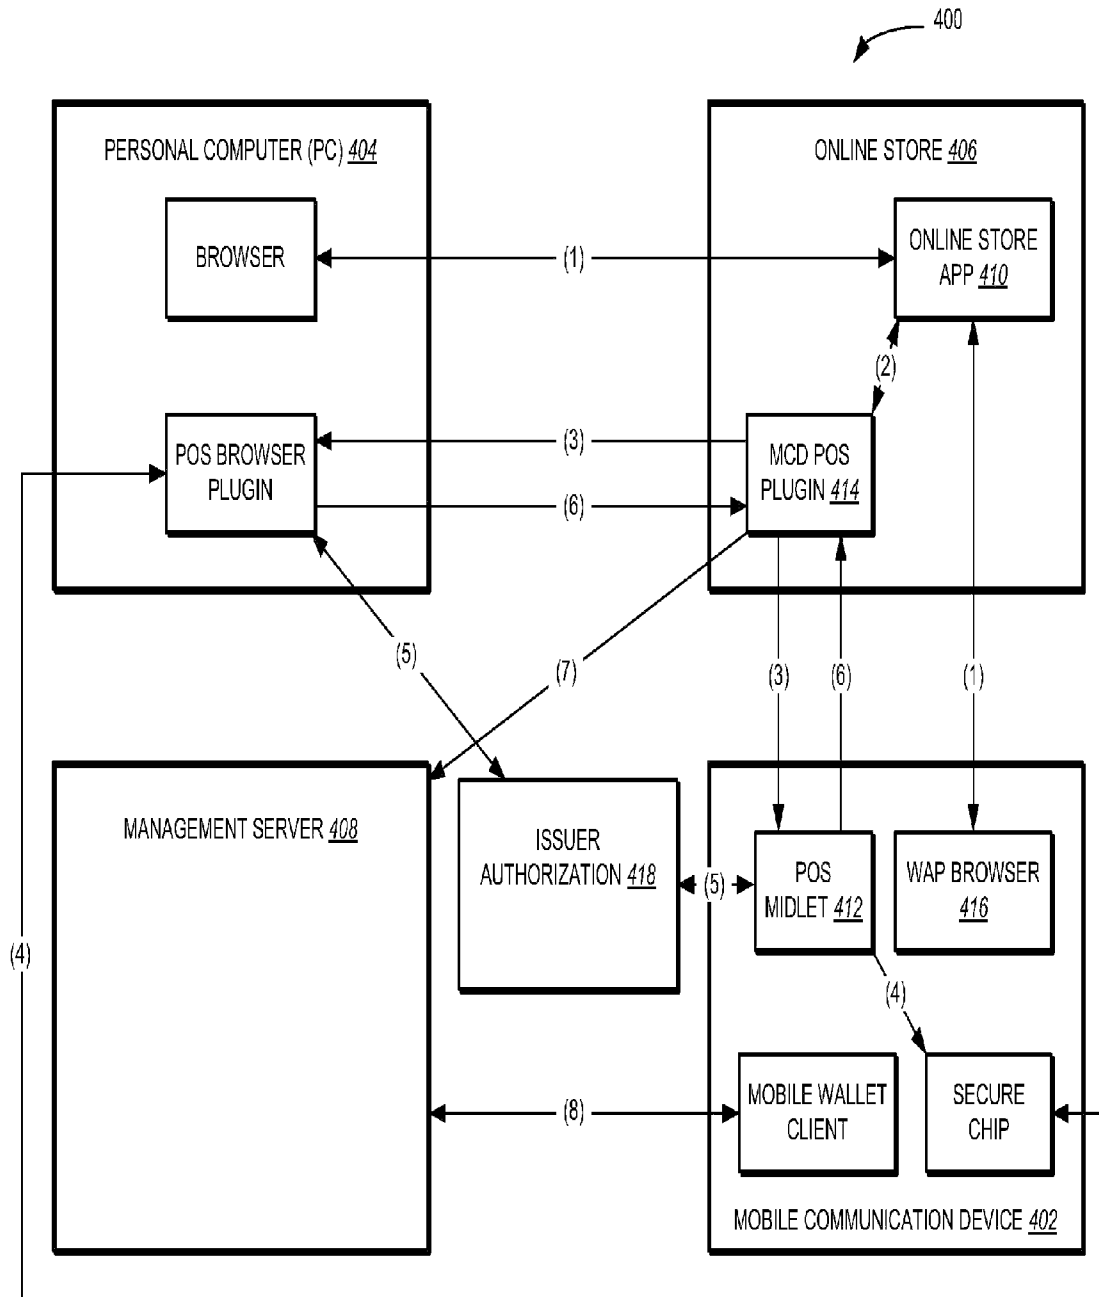 400
PERSONAL COMPUTER (PC) 404
ONLINE STORE 406
BROWSER
(1)
ONLINE STORE
APP 410
(2)
POS BROWSER
PLUGIN
(3)
(6)
MCD POS
PLUGIN 414
(5)
(7)
(3)
(6)
(1)
MANAGEMENT SERVER 408
ISSUER
AUTHORIZATION 418
(5)
POS
MIDLET 412
WAP BROWSER
416
(4)
(4)
(8)
MOBILE WALLET
CLIENT
SECURE
CHIP
MOBILE COMMUNICATION DEVICE 402